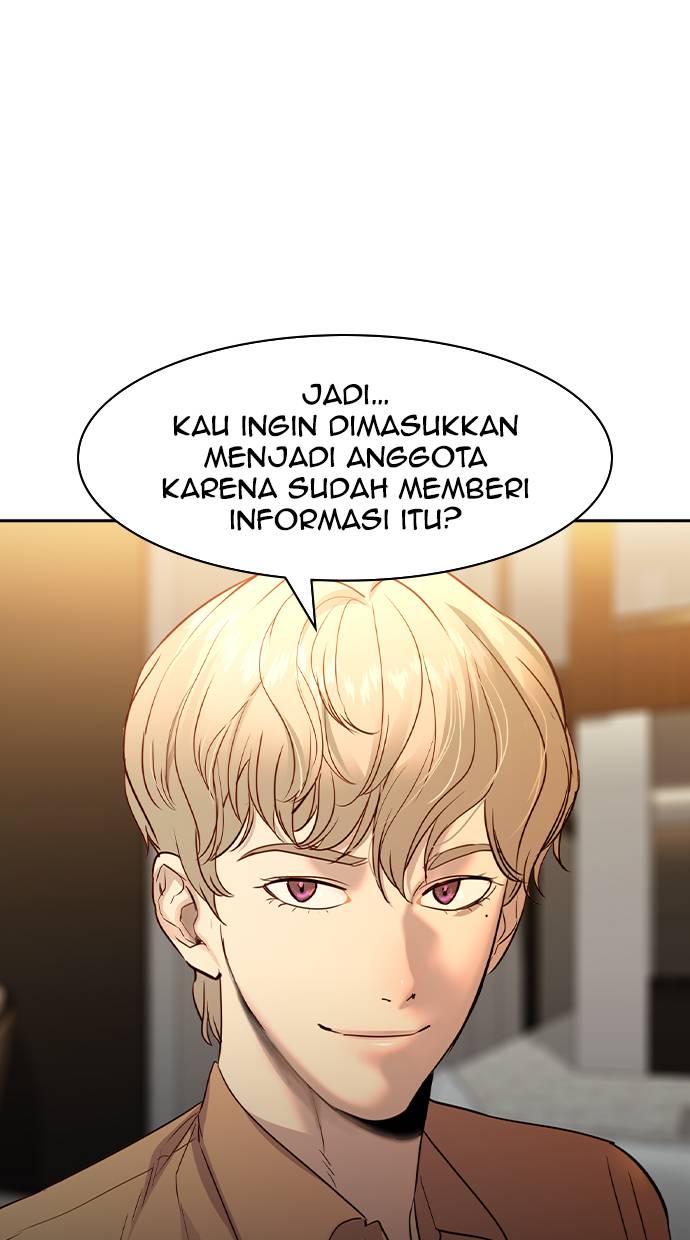 JADI...
KAU INGIN DIMASUKKAN
MENJADI ANGGOTA
KARENA SUDAH MEMBERI
INFORMASI ITU?